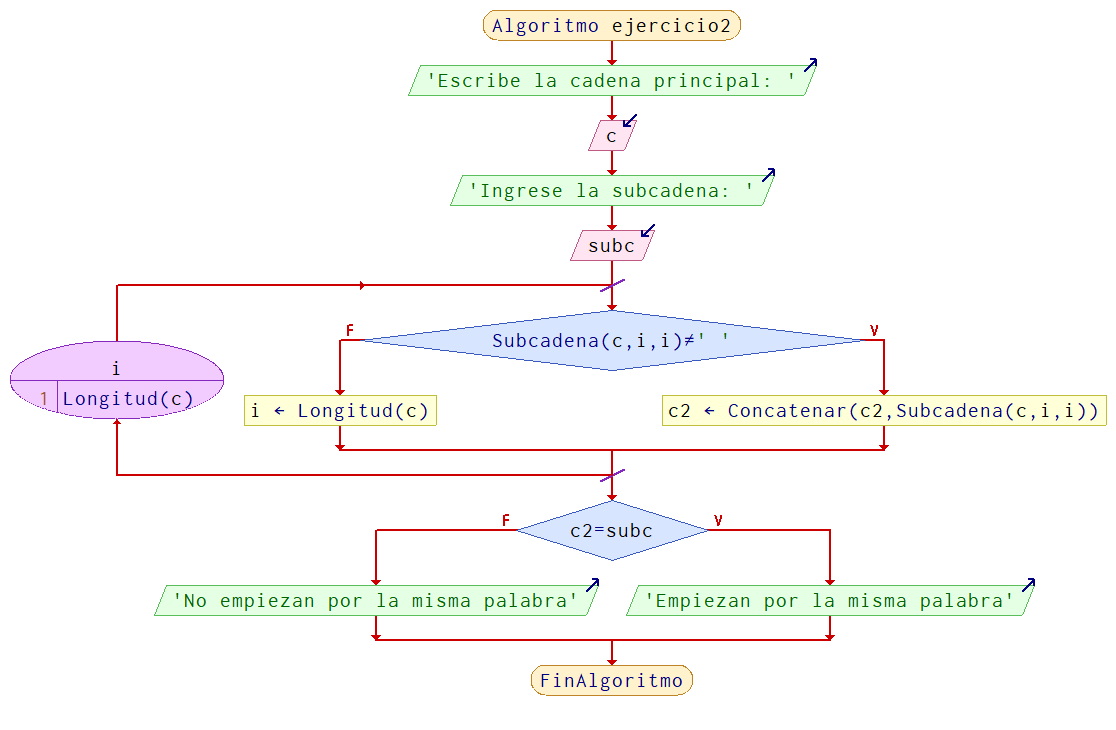 Algoritmo ejercicio2
'Escribe la cadena principal: '
c
'Ingrese la subcadena: '
subc
F
V
Subcadena(c,i,i)≠' '
i
1 Longitud(c)
i ← Longitud(c)
c2 ← Concatenar(c2,Subcadena(c,i,i))
F
V
c2=subc
'No empiezan por la misma palabra'
'Empiezan por la misma palabra'
FinAlgoritmo